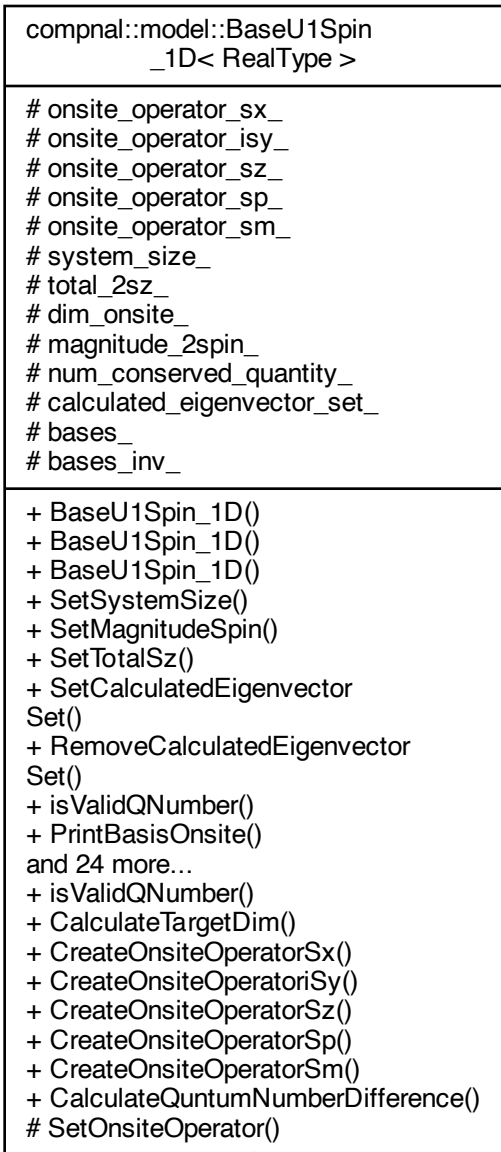 compnal::model::BaseU1Spin
_1D< RealType >
# onsite_operator_sx_
# onsite_operator_isy_
# onsite_operator_sz_
# onsite_operator_sp_
# onsite_operator_sm_
# system_size_
# total_2sz_
# dim_onsite_
# magnitude_2spin_
# num_conserved_quantity_
# calculated_eigenvector_set_
# bases_
# bases_inv_
+ BaseU1Spin_1D()
+ BaseU1Spin_1D()
+ BaseU1Spin_1D()
+ SetSystemSize()
+ SetMagnitudeSpin()
+ SetTotalSz()
+ SetCalculatedEigenvector
Set()
+ RemoveCalculatedEigenvector
Set()
+ isValidQNumber()
+ PrintBasisOnsite()
and 24 more...
+ isValidQNumber()
+ CalculateTargetDim()
+ CreateOnsiteOperatorSx()
+ CreateOnsiteOperatoriSy()
+ CreateOnsiteOperatorSz()
+ CreateOnsiteOperatorSp()
+ CreateOnsiteOperatorSm()
+ CalculateQuntumNumberDifference()
# SetOnsiteOperator()